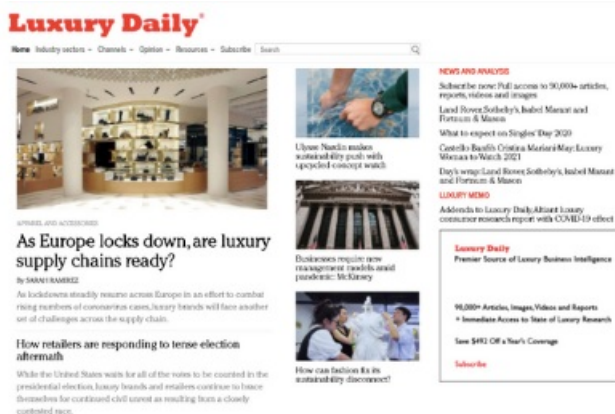 Luxury Daily
Home Industry sectors Channels Opinion Resources Subscribe Search
APPAREL AND ACCESSORIES
As Europe locks down, are luxury
supply chains ready?
By SARAH RAMIREZ
As lockdowns steadily resume across Europe in an effort to combat
rising numbers of coronavirus cases, luxury brands will face another
set of challenges across the supply chain.
How retailers are responding to tense election
aftermath
While the United States waits for all of the votes to be counted in the
presidential election, luxury brands and retailers continue to brace
themselves for continued civil unrest as resulting from a closely
contested race.
Ulysse Nardin makes
sustainability push with
upcycled concept watch
Businesses require new
management models amid
pandemic: McKinsey
How can fashion fix its
sustainability disconnect?
NEWS AND ANALYSIS
Subscribe now: Full access to 90,000+ articles,
reports, videos and images
Land Rover, Sotheby's, Isabel Marant and
Fortnum & Mason
What to expect on Singles' Day 2020
Castello Banfi's Cristina Mariani-May: Luxury
Woman to Watch 2021
Day's wrap: Land Rover, Sotheby's, Isabel Marant
and Fortnum & Mason
LUXURY MEMO
Addenda to Luxury Daily, Altiant luxury
consumer research report with COVID-19 effect
Luxury Daily
Premier Source of Luxury Business Intelligence
90,000+ Articles, Images, Videos and Reports
+ Immediate Access to State of Luxury Research
Save $492 Off a Year's Coverage
Subscribe